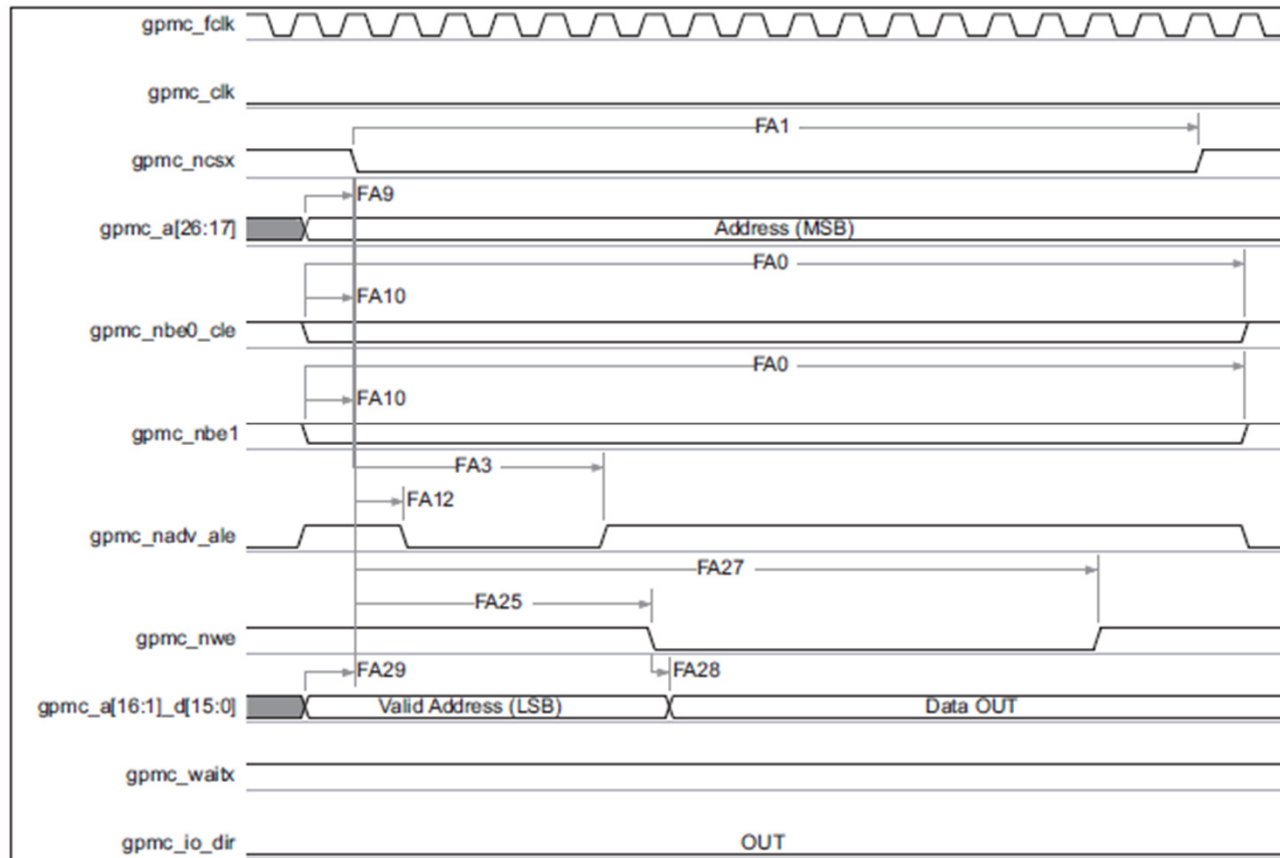 gpmc_fclk
gpmc_clk
FA1
gpmc_ncsx
FA9
gpmc_a[26:17]
Address (MSB)
FA0
FA10
gpmc_nbe0_cle
FA0
FA10
gpmc_nbe1
FA3
FA12
gpmc_nadv_ale
FA27
FA25
gpmc_nwe
FA29
FA28
gpmc_a[16:1]_d[15:0]
Valid Address (LSB)
Data OUT
gpmc_waitx
gpmc_io_dir
OUT